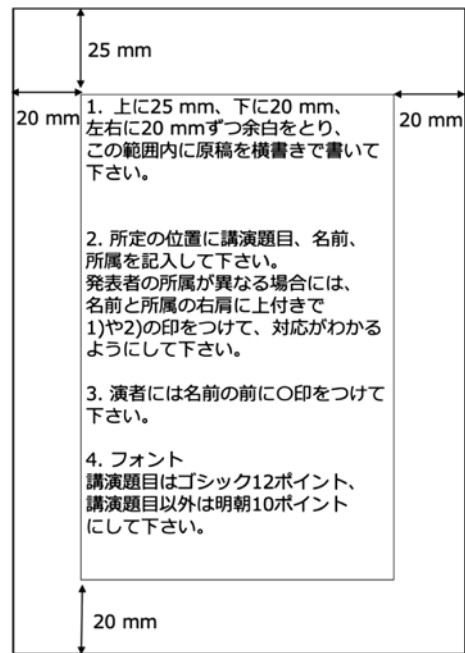 25 mm
20 mm
20 mm
1. 上に25 mm、下に20 mm、
左右に20 mmずつ余白をとり、
この範囲内に原稿を横書きで書いて
下さい。
2. 所定の位置に講演題目、名前、
所属を記入して下さい。
発表者の所属が異なる場合には、
名前と所属の右肩に上付きで
1)や2)の印をつけて、対応がわかる
ようにして下さい。
3. 演者には名前の前に〇印をつけて
下さい。
4. フォント
講演題目はゴシック12ポイント、
講演題目以外は明朝10ポイント
にして下さい。
20 mm